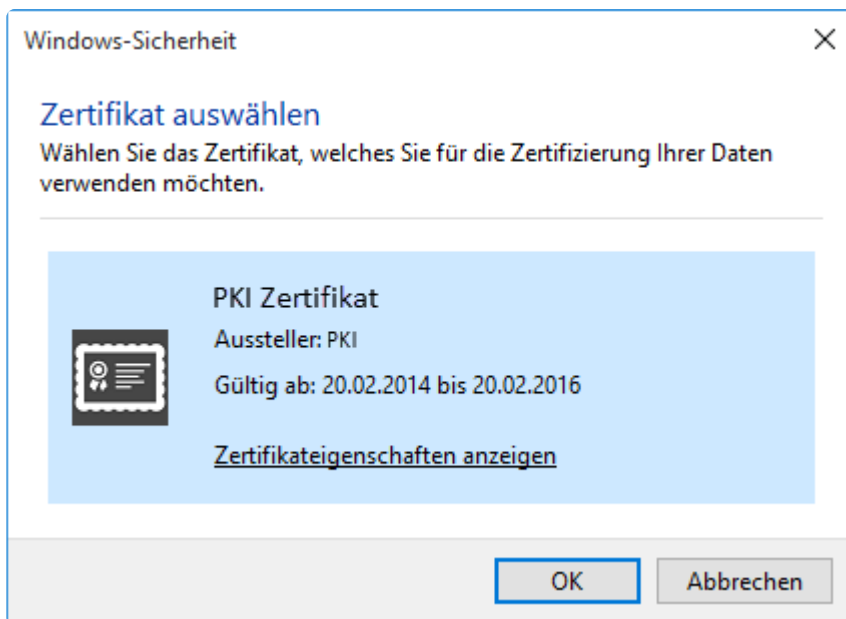 Windows-Sicherheit
Zertifikat auswählen
Wählen Sie das Zertifikat, welches Sie für die Zertifizierung Ihrer Daten
verwenden möchten.
PKI Zertifikat
Aussteller: PKI
Gültig ab: 20.02.2014 bis 20.02.2016
Zertifikateigenschaften anzeigen
OK
Abbrechen